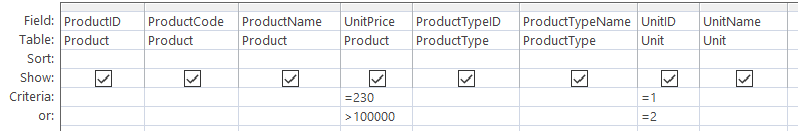 Field: ProductID ProductCode ProductName UnitPrice ProductTypeID ProductTypeName UnitID UnitName
Table: Product Product Product Product ProductType ProductType Unit Unit
Sort:
Show:
Criteria: =230 =1
or: >100000 =2